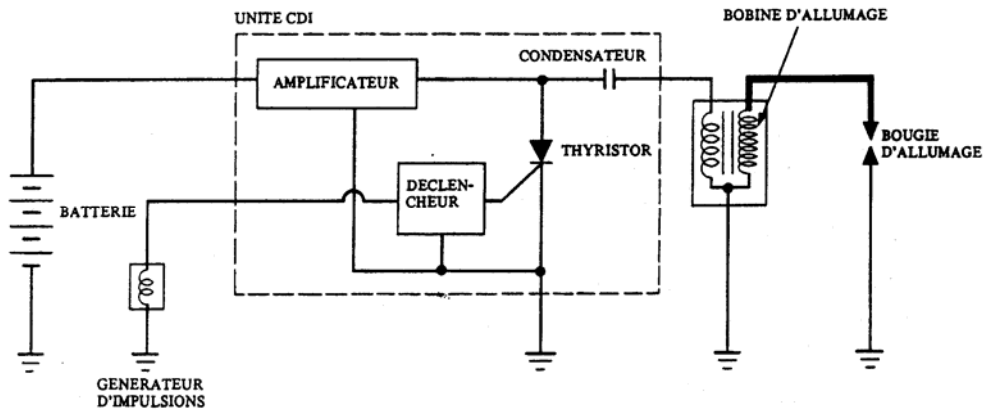 UNITE CDI
BOBINE D'ALLUMAGE
CONDENSATEUR
AMPLIFICATEUR
THYRISTOR
BOUGIE
D'ALLUMAGE
DECLEN-
CHEUR
BATTERIE
GENERATEUR
D'IMPULSIONS